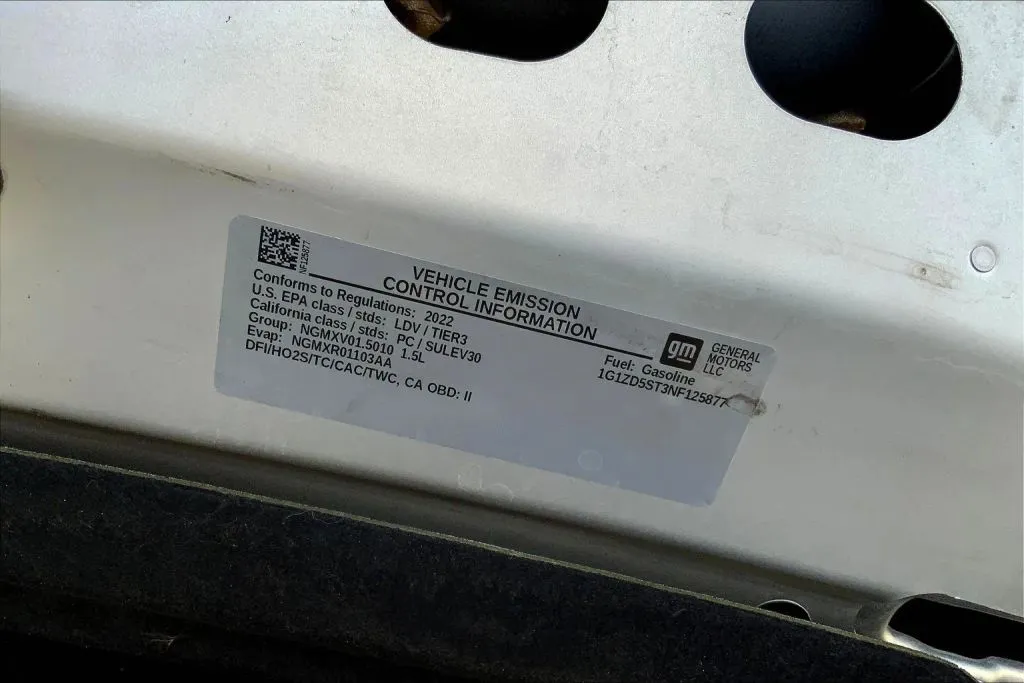 NF125877
VEHICLE EMISSION
CONTROL INFORMATION
Conforms to Regulations: 2022
U.S. EPA class / stds: LDV / TIER3
California class / stds: PC / SULEV30
Group: NGMXV01.5010 1.5L
Evap: NGMXR01103AA
DFI/HO2S/TC/CAC/TWC, CA OBD: II
gm
GENERAL
MOTORS
LLC
Fuel: Gasoline
1G1ZD5ST3NF125877